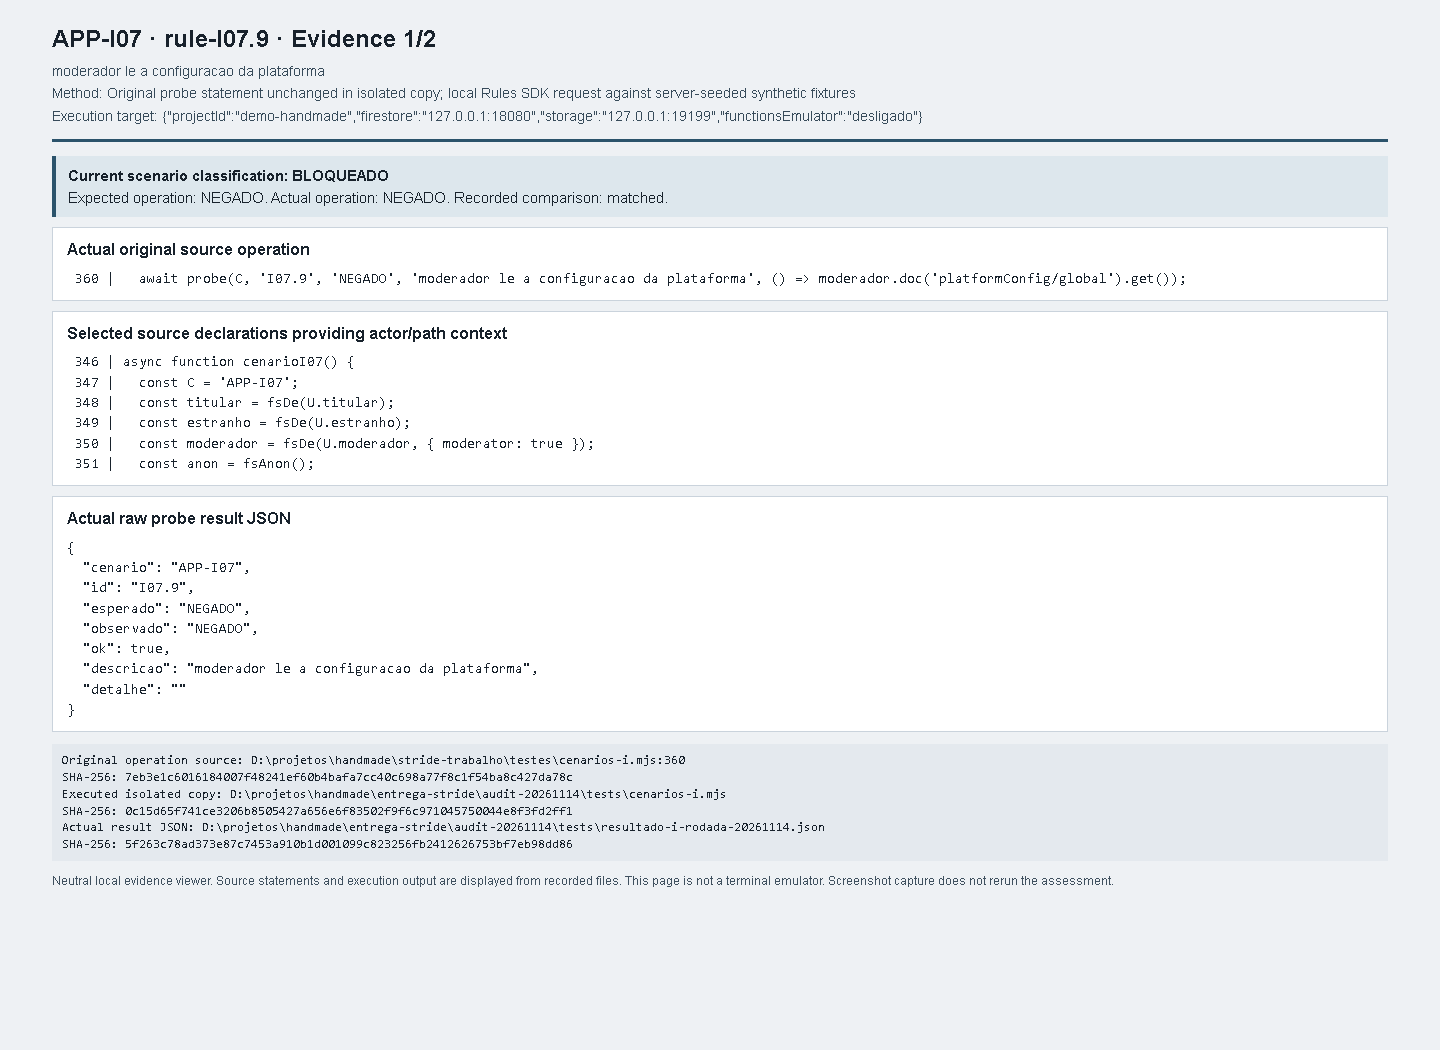 APP-I07 · rule-I07.9 · Evidence 1/2
moderador le a configuracao da plataforma
Method: Original probe statement unchanged in isolated copy; local Rules SDK request against server-seeded synthetic fixtures
Execution target: {"projectId":"demo-handmade","firestore":"127.0.0.1:18080","storage":"127.0.0.1:19199","functionsEmulator":"desligado"}
Current scenario classification: BLOQUEADO
Expected operation: NEGADO. Actual operation: NEGADO. Recorded comparison: matched.
Actual original source operation
360 |   await probe(C, 'I07.9', 'NEGADO', 'moderador le a configuracao da plataforma', () => moderador.doc('platformConfig/global').get());
Selected source declarations providing actor/path context
346 | async function cenarioI07() {
347 |   const C = 'APP-I07';
348 |   const titular = fsDe(U.titular);
349 |   const estranho = fsDe(U.estranho);
350 |   const moderador = fsDe(U.moderador, { moderator: true });
351 |   const anon = fsAnon();
Actual raw probe result JSON
{
  "cenario": "APP-I07",
  "id": "I07.9",
  "esperado": "NEGADO",
  "observado": "NEGADO",
  "ok": true,
  "descricao": "moderador le a configuracao da plataforma",
  "detalhe": ""
}
Original operation source: D:\projetos\handmade\stride-trabalho\testes\cenarios-i.mjs:360
SHA-256: 7eb3e1c6016184007f48241ef60b4bafa7cc40c698a77f8c1f54ba8c427da78c
Executed isolated copy: D:\projetos\handmade\entrega-stride\audit-20261114\tests\cenarios-i.mjs
SHA-256: 0c15d65f741ce3206b8505427a656e6f83502f9f6c971045750044e8f3fd2ff1
Actual result JSON: D:\projetos\handmade\entrega-stride\audit-20261114\tests\resultado-i-rodada-20261114.json
SHA-256: 5f263c78ad373e87c7453a910b1d001099c823256fb2412626753bf7eb98dd86
Neutral local evidence viewer. Source statements and execution output are displayed from recorded files. This page is not a terminal emulator. Screenshot capture does not rerun the assessment.